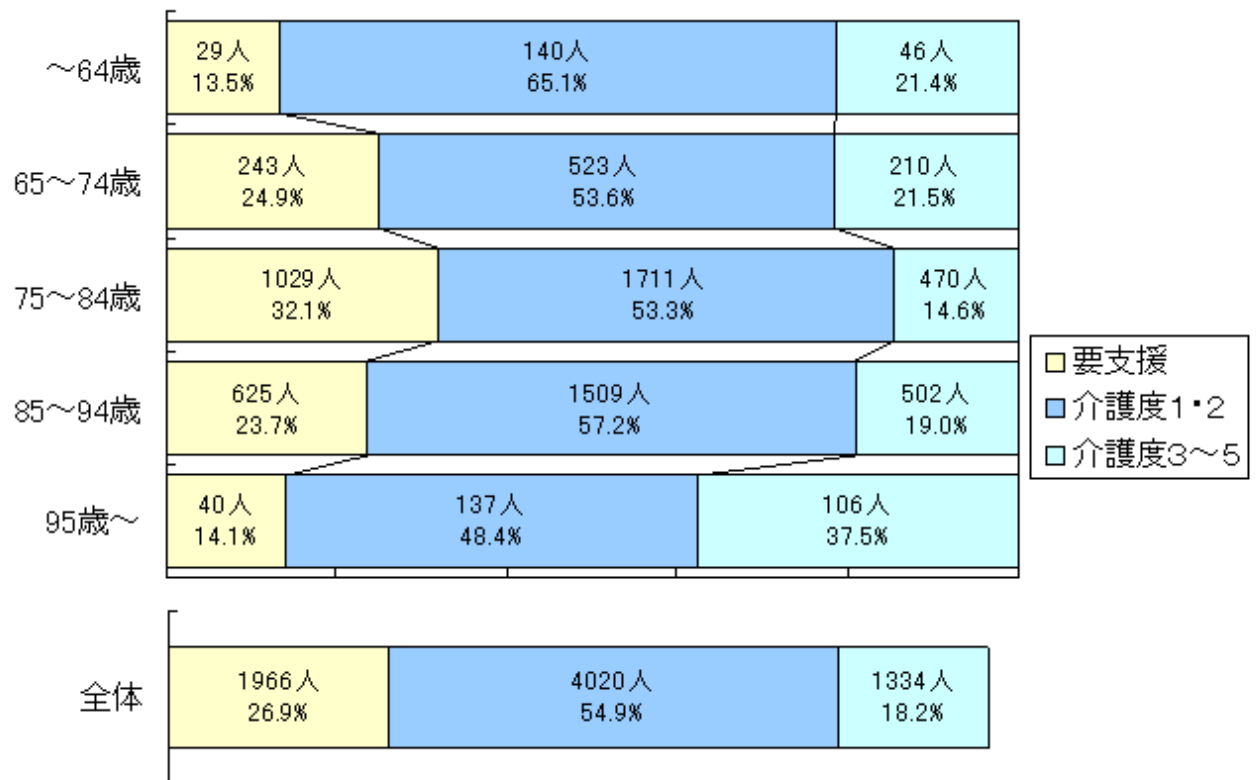 ～64歳
29人
13.5%
140人
65.1%
46人
21.4%
65～74歳
243人
24.9%
523人
53.6%
210人
21.5%
75～84歳
1029人
32.1%
1711人
53.3%
470人
14.6%
85～94歳
625人
23.7%
1509人
57.2%
502人
19.0%
95歳～
40人
14.1%
137人
48.4%
106人
37.5%
要支援
介護度1・2
介護度3～5
全体
1966人
26.9%
4020人
54.9%
1334人
18.2%